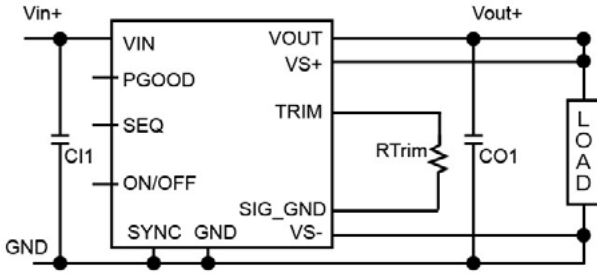 Vin+
Vout+
VIN
VOUT
VS+
PGOOD
TRIM
SEQ
CI1
RTrim
CO1
LOAD
ON/OFF
SIG_GND
SYNC
GND
VS-
GND